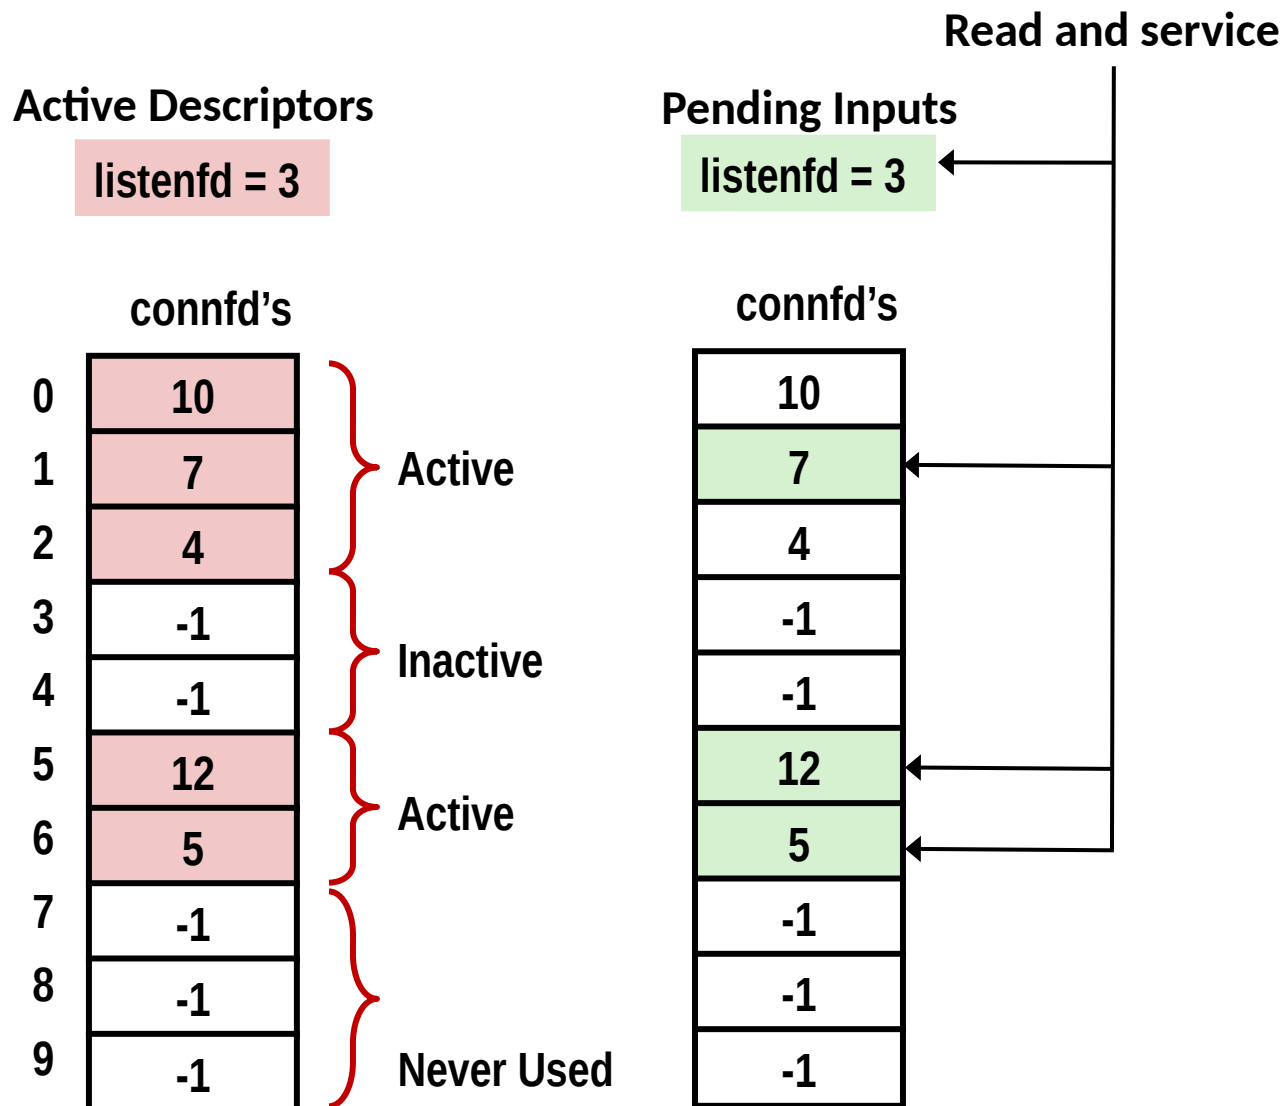 Read and service
Active Descriptors
Pending Inputs
listenfd = 3
listenfd = 3
connfd’s
connfd’s
0 10 10
1 7 Active 7
2 4 4
3 -1 -1
Inactive
4 -1 -1
5 12 12
Active
6 5 5
7 -1 -1
8 -1 -1
9 -1 Never Used -1